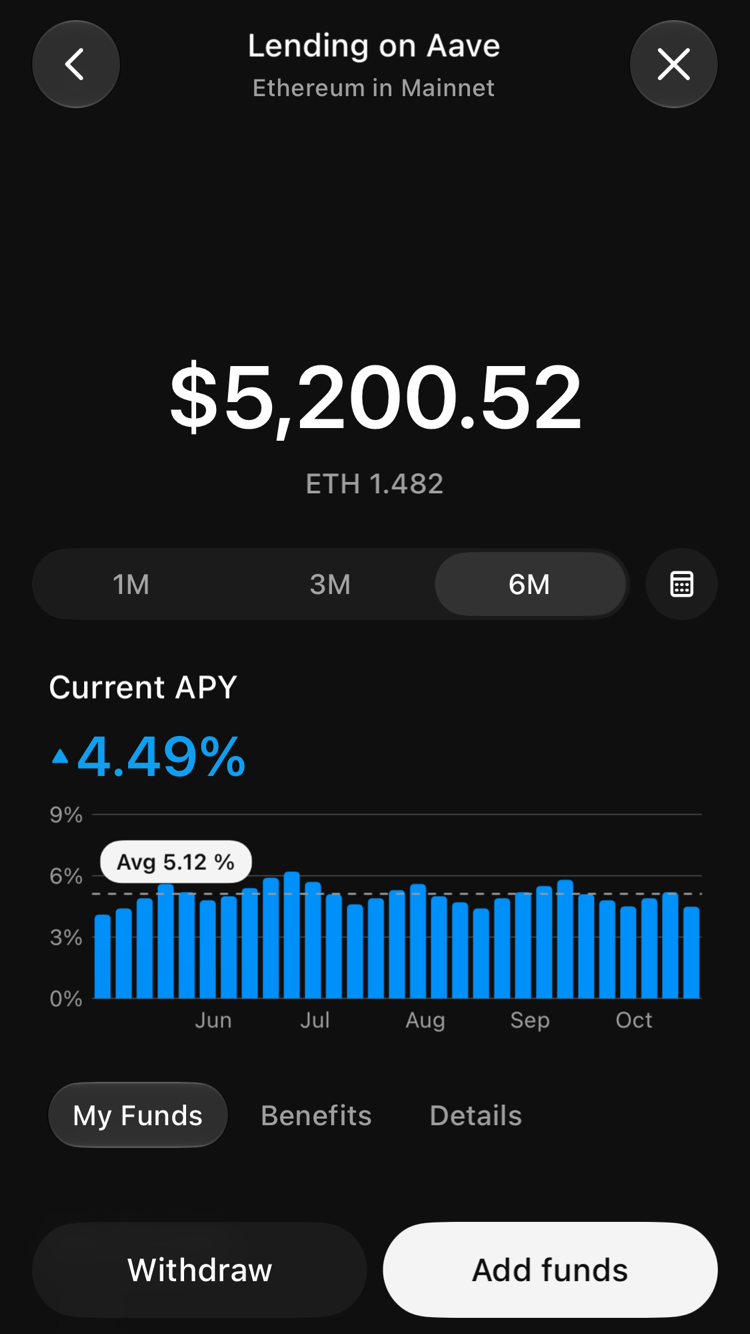 Lending on Aave
Ethereum in Mainnet
$5,200.52
ETH 1.482
1M 3M 6M
Current APY
▲4.49%
9%
Avg 5.12 %
6%
3%
0%
Jun Jul Aug Sep Oct
My Funds Benefits Details
Withdraw Add funds